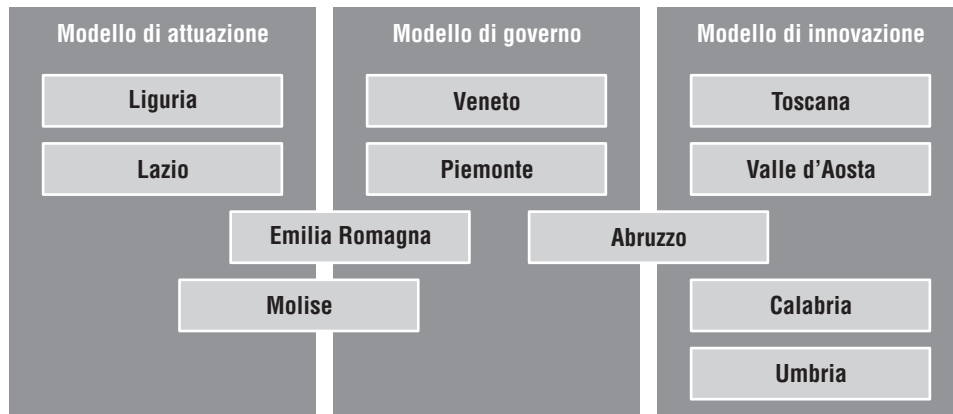 Modello di attuazione
Modello di governo
Modello di innovazione
Liguria
Veneto
Toscana
Lazio
Piemonte
Valle d'Aosta
Emilia Romagna
Abruzzo
Molise
Calabria
Umbria